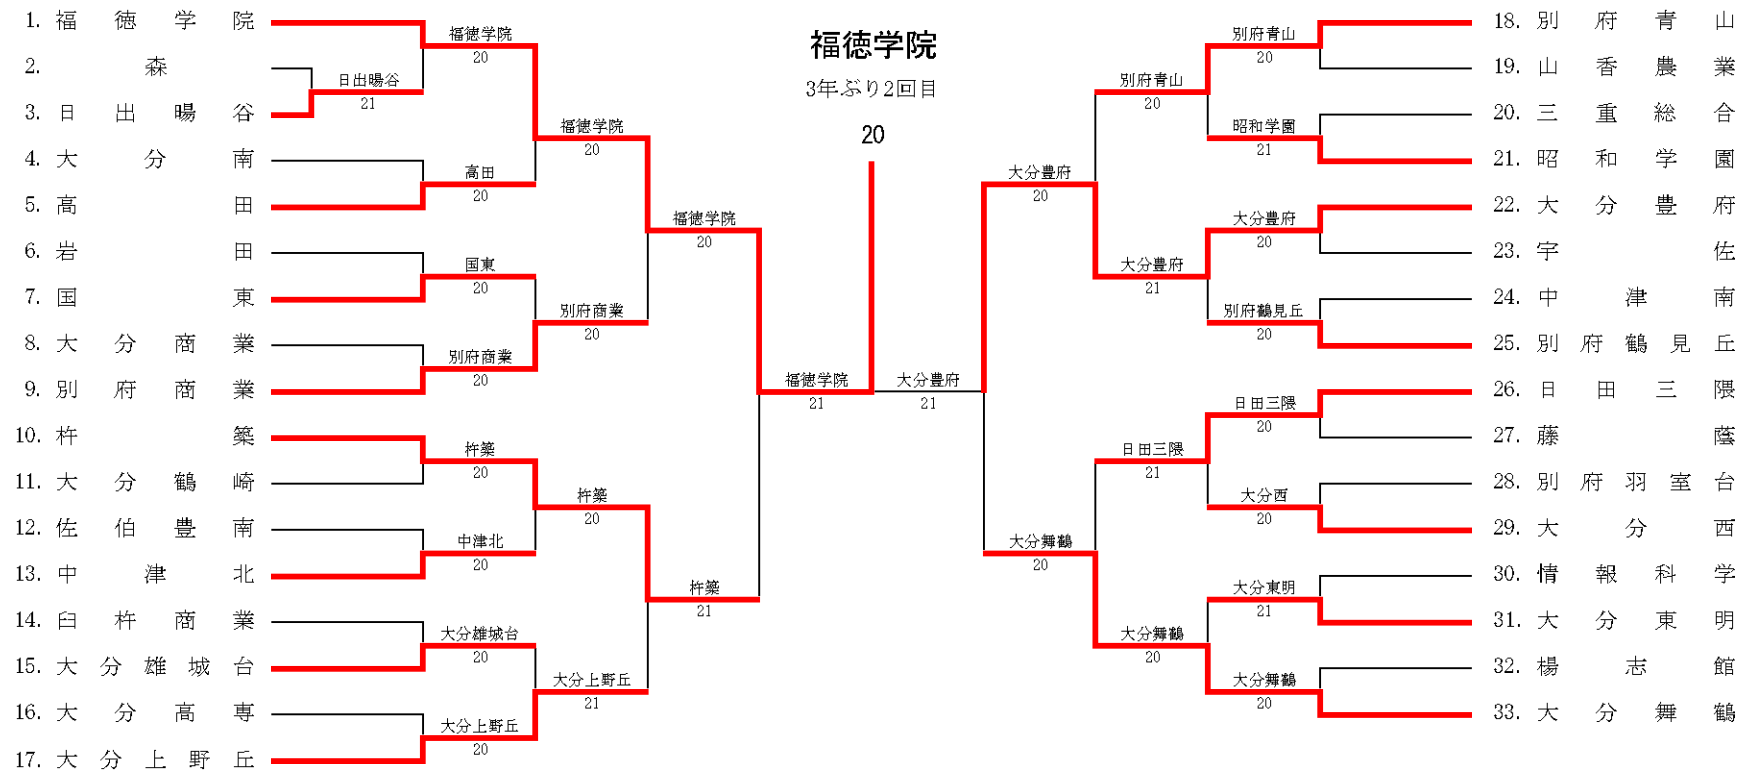 福徳学院
3年ぶり2回目
20
1. 福徳学院
2. 森
3. 日出暘谷
4. 大分南
5. 高田
6. 岩田
7. 国東
8. 大分商業
9. 別府商業
10. 杵築
11. 大分鶴崎
12. 佐伯豊南
13. 中津北
14. 臼杵商業
15. 大分雄城台
16. 大分高専
17. 大分上野丘
日出暘谷
21
福徳学院
20
高田
20
国東
20
別府商業
20
杵築
20
中津北
20
大分雄城台
20
大分上野丘
20
福徳学院
20
別府商業
20
杵築
20
大分上野丘
21
福徳学院
20
杵築
21
福徳学院
21
大分豊府
21
大分豊府
20
大分舞鶴
20
別府青山
20
大分豊府
21
日田三隈
21
大分舞鶴
20
別府青山
20
昭和学園
21
大分豊府
20
別府鶴見丘
20
日田三隈
20
大分西
20
大分東明
21
大分舞鶴
20
18. 別府青山
19. 山香農業
20. 三重総合
21. 昭和学園
22. 大分豊府
23. 宇佐
24. 中津南
25. 別府鶴見丘
26. 日田三隈
27. 藤蔭
28. 別府羽室台
29. 大分西
30. 情報科学
31. 大分東明
32. 楊志館
33. 大分舞鶴